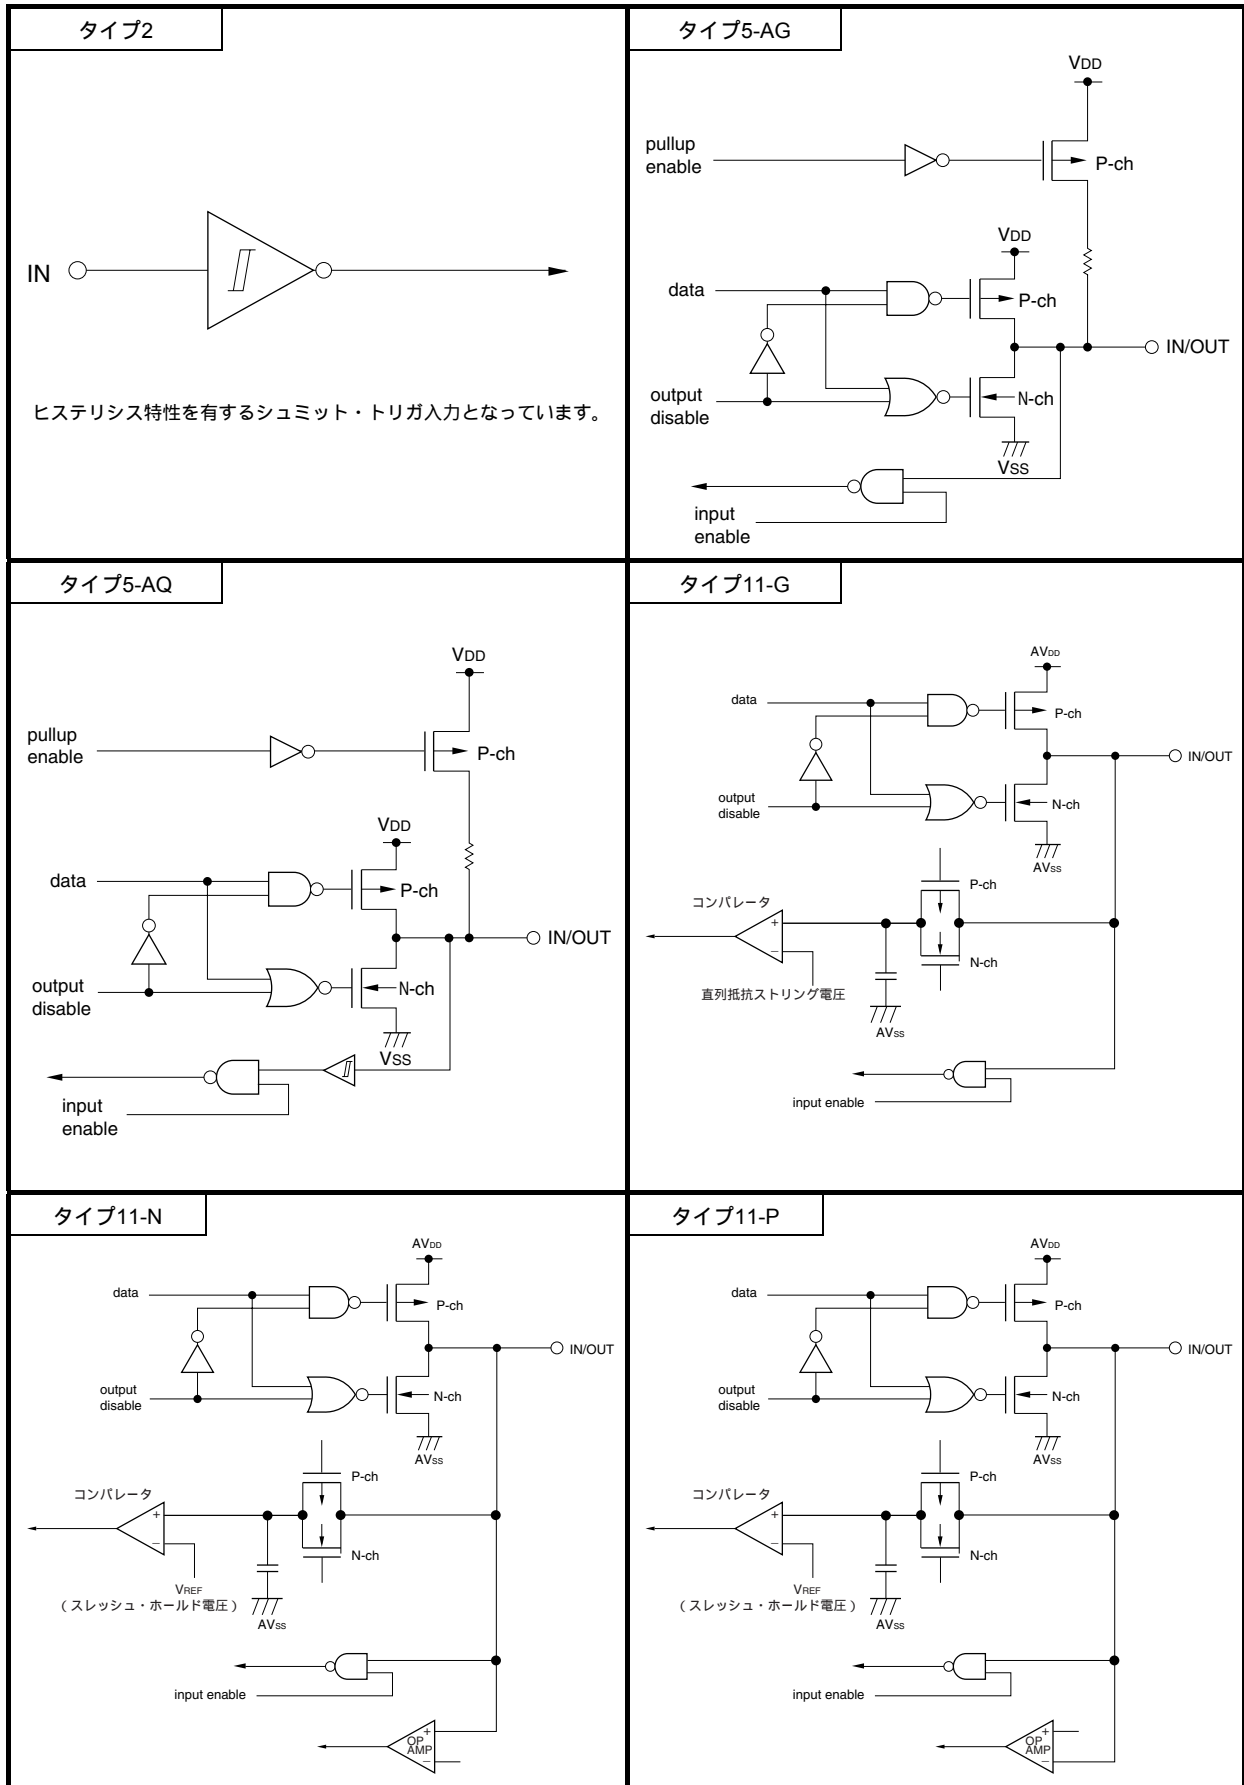 タイプ2
IN
ヒステリシス特性を有するシュミット・トリガ入力となっています。
タイプ5-AG
VDD
pullup
enable
P-ch
VDD
data
P-ch
IN/OUT
output
disable
N-ch
VSS
input
enable
タイプ5-AQ
VDD
pullup
enable
P-ch
VDD
data
P-ch
IN/OUT
output
disable
N-ch
VSS
input
enable
タイプ11-G
AVDD
data
P-ch
IN/OUT
output
disable
N-ch
AVSS
P-ch
コンパレータ
+
−
N-ch
直列抵抗ストリング電圧
AVSS
input enable
タイプ11-N
AVDD
data
P-ch
IN/OUT
output
disable
N-ch
AVSS
P-ch
コンパレータ
+
−
N-ch
VREF
（スレッシュ・ホールド電圧）
AVSS
input enable
+
OP
AMP
−
タイプ11-P
AVDD
data
P-ch
IN/OUT
output
disable
N-ch
AVSS
P-ch
コンパレータ
+
−
N-ch
VREF
（スレッシュ・ホールド電圧）
AVSS
input enable
+
OP
AMP
−